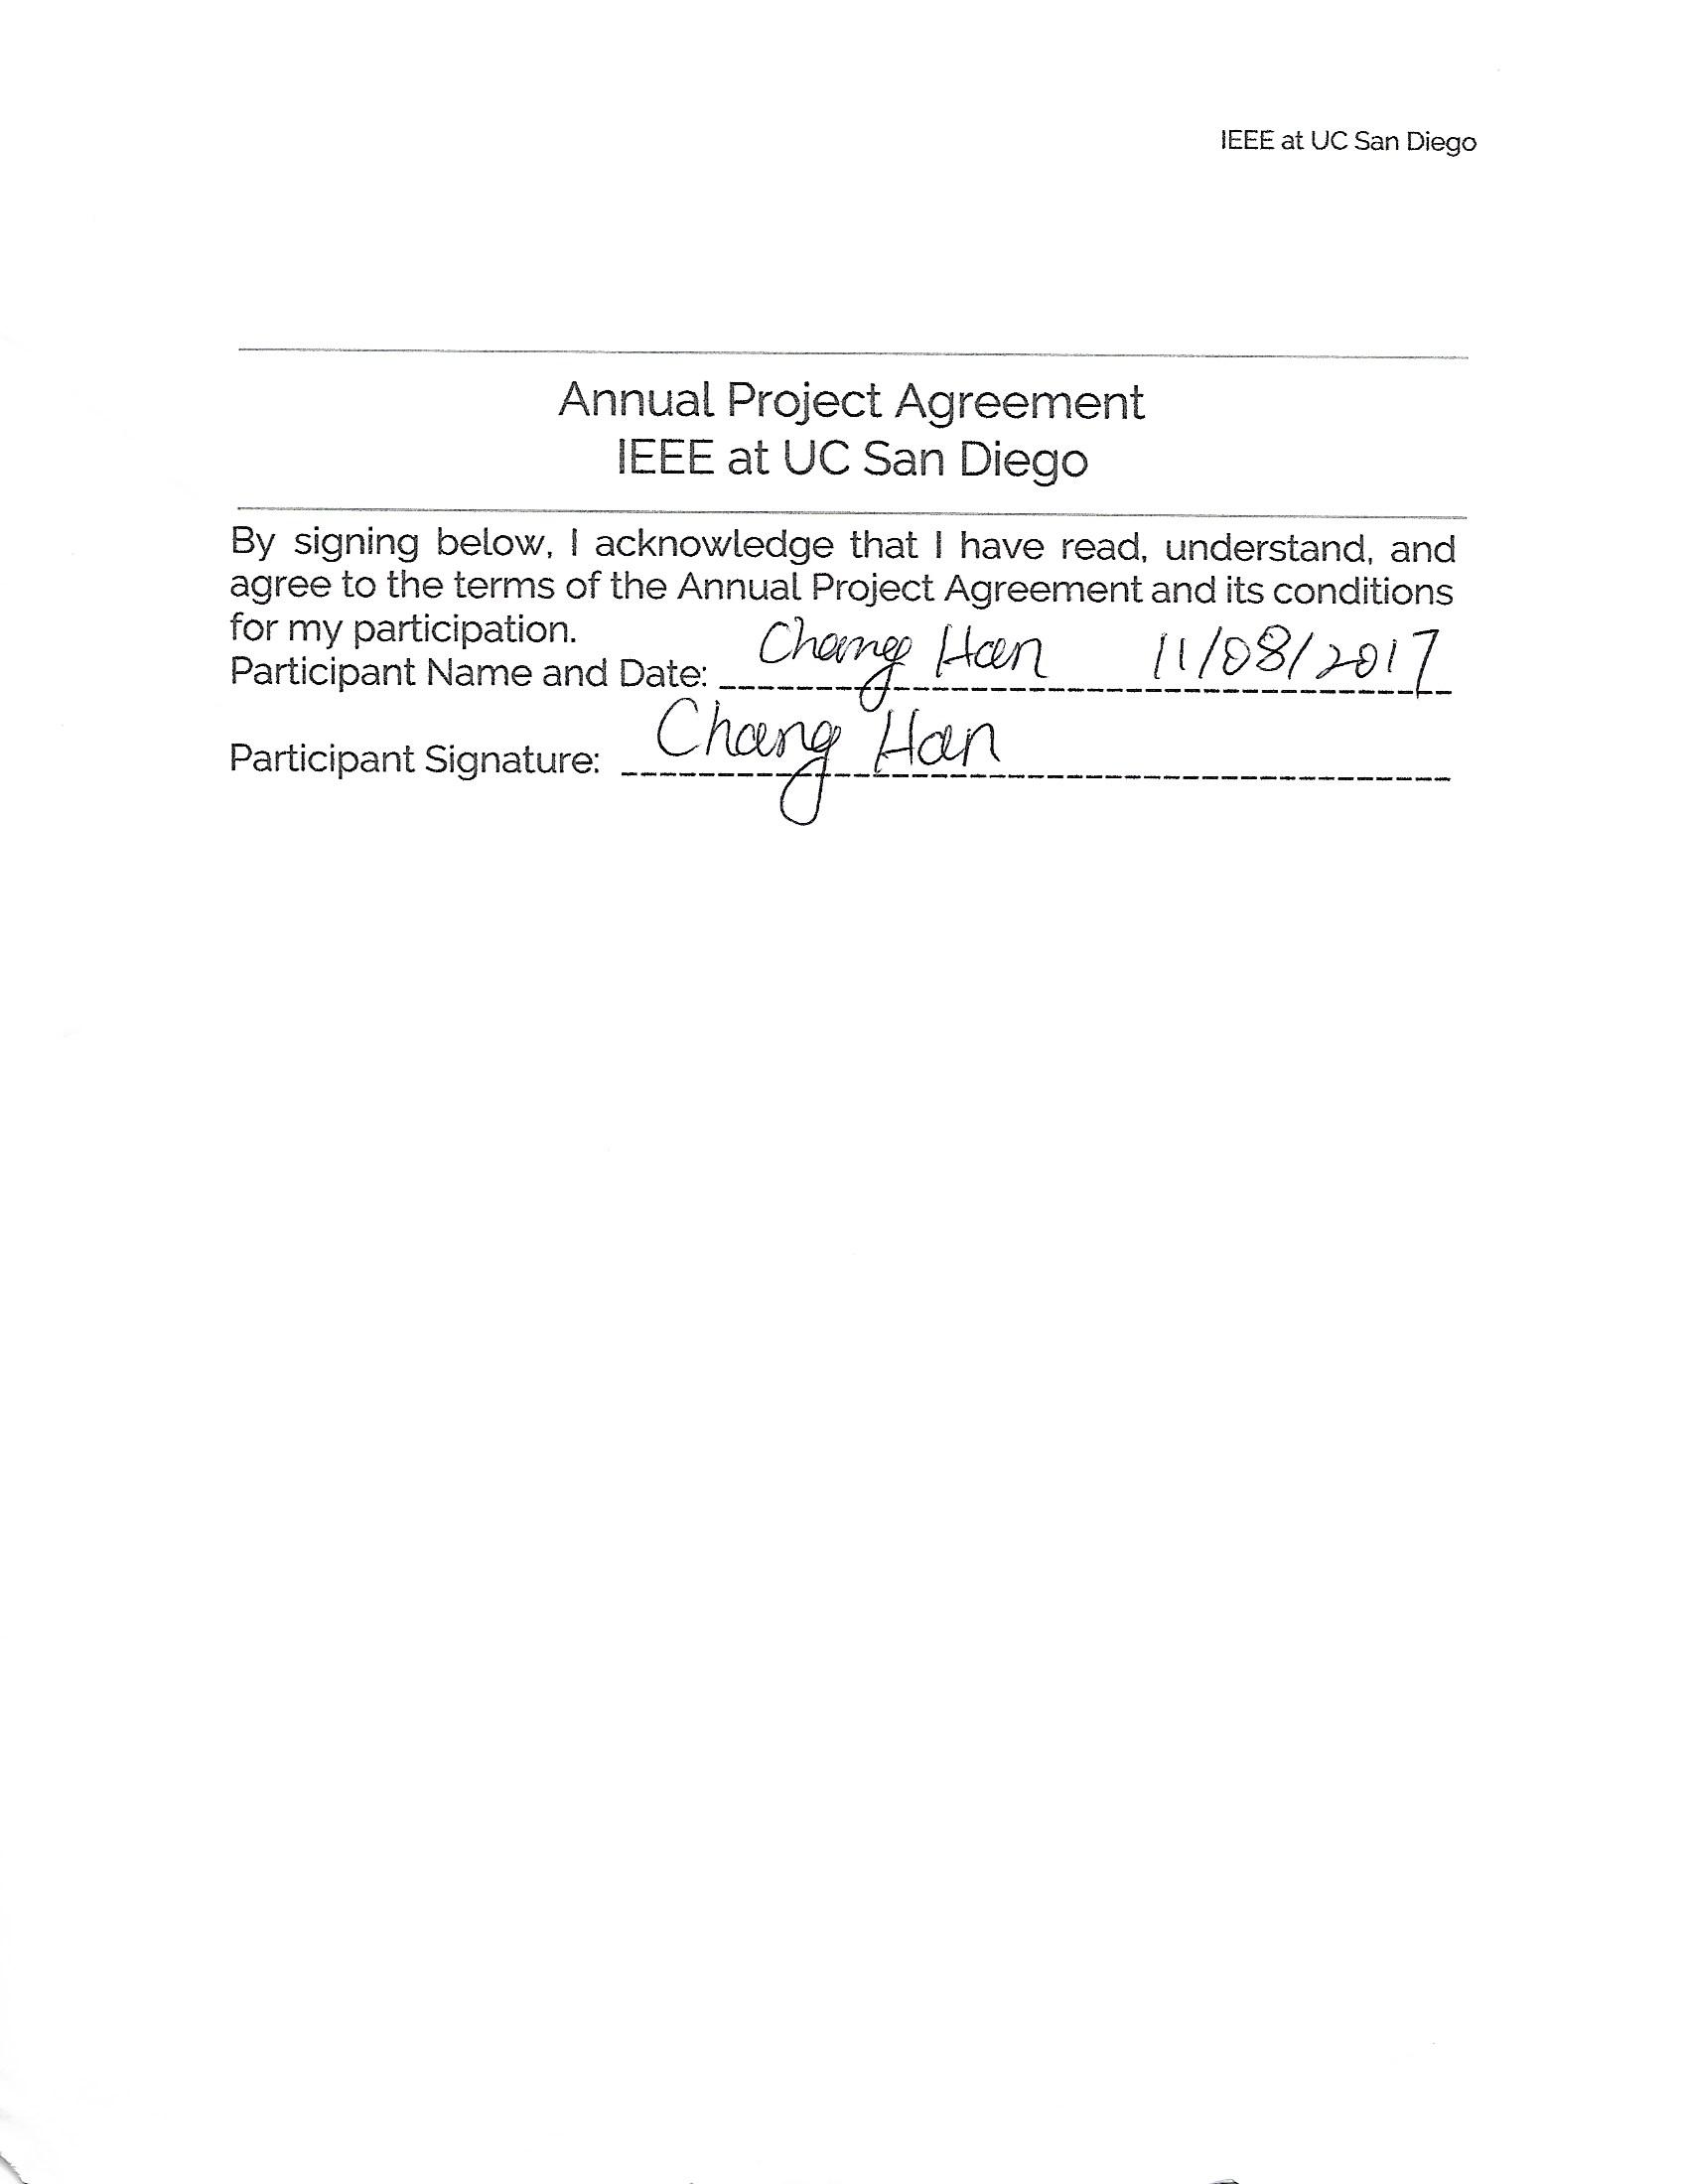 IEEE at UC San Diego
Annual Project Agreement
IEEE at UC San Diego
By signing below, I acknowledge that I have read, understand, and
agree to the terms of the Annual Project Agreement and its conditions
for my participation.
Participant Name and Date: Chang Han 11/08/2017
Participant Signature: Chang Han